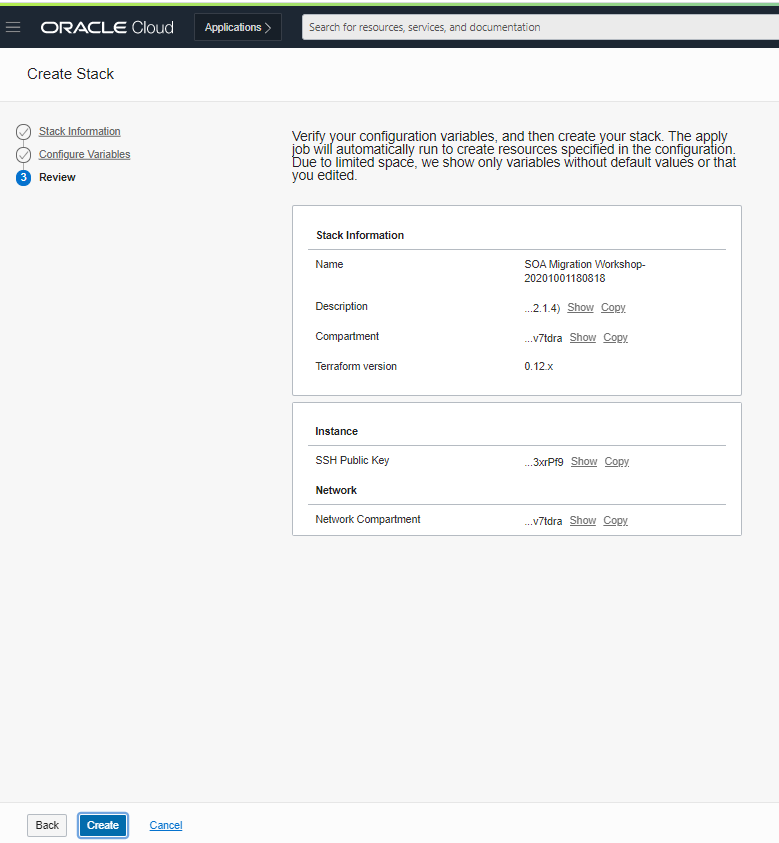 ORACLE Cloud
Applications
Search for resources, services, and documentation
Create Stack
Stack Information
Configure Variables
3 Review
Verify your configuration variables, and then create your stack. The apply
job will automatically run to create resources specified in the configuration.
Due to limited space, we show only variables without default values or that
you edited.
Stack Information
Name SOA Migration Workshop-
20201001180818
Description ...2.1.4) Show Copy
Compartment ...v7tdra Show Copy
Terraform version 0.12.x
Instance
SSH Public Key ...3xrPf9 Show Copy
Network
Network Compartment ...v7tdra Show Copy
Back Create Cancel